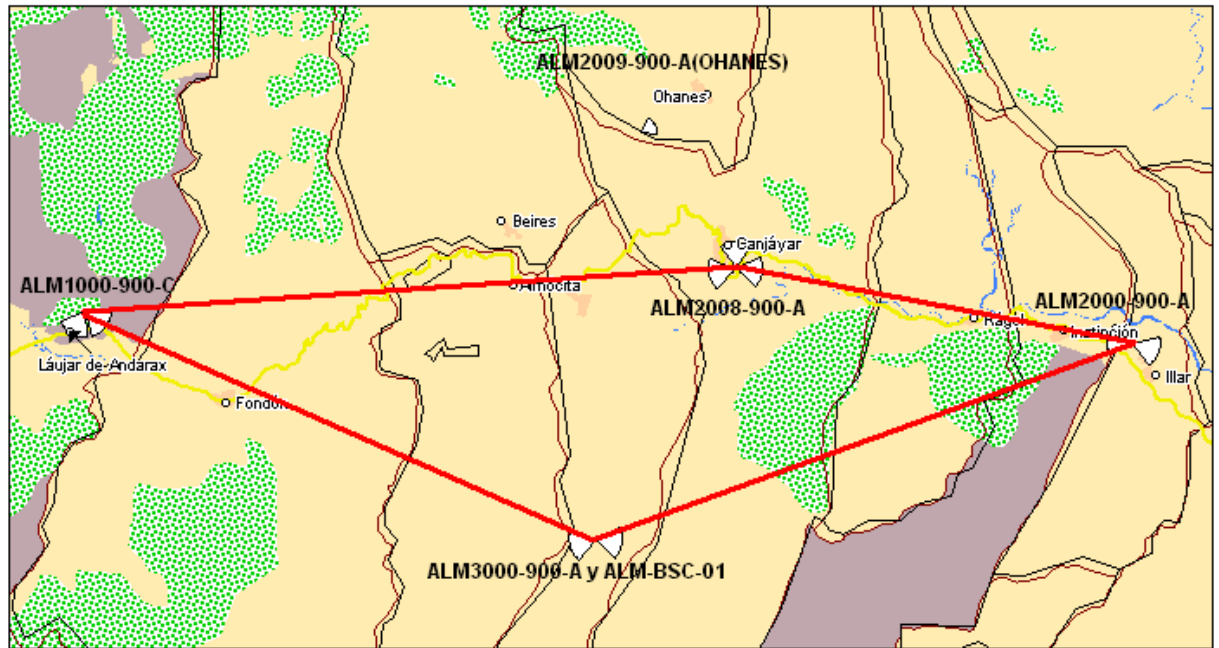 ALM2009-900-A(OHANES)
Ohanes
Beires
Canjáyar
ALM1000-900-C
Almocita
ALM2008-900-A
ALM2000-900-A
Ragol
Instinción
Láujar de Andarax
Illar
Fondón
ALM3000-900-A y ALM-BSC-01